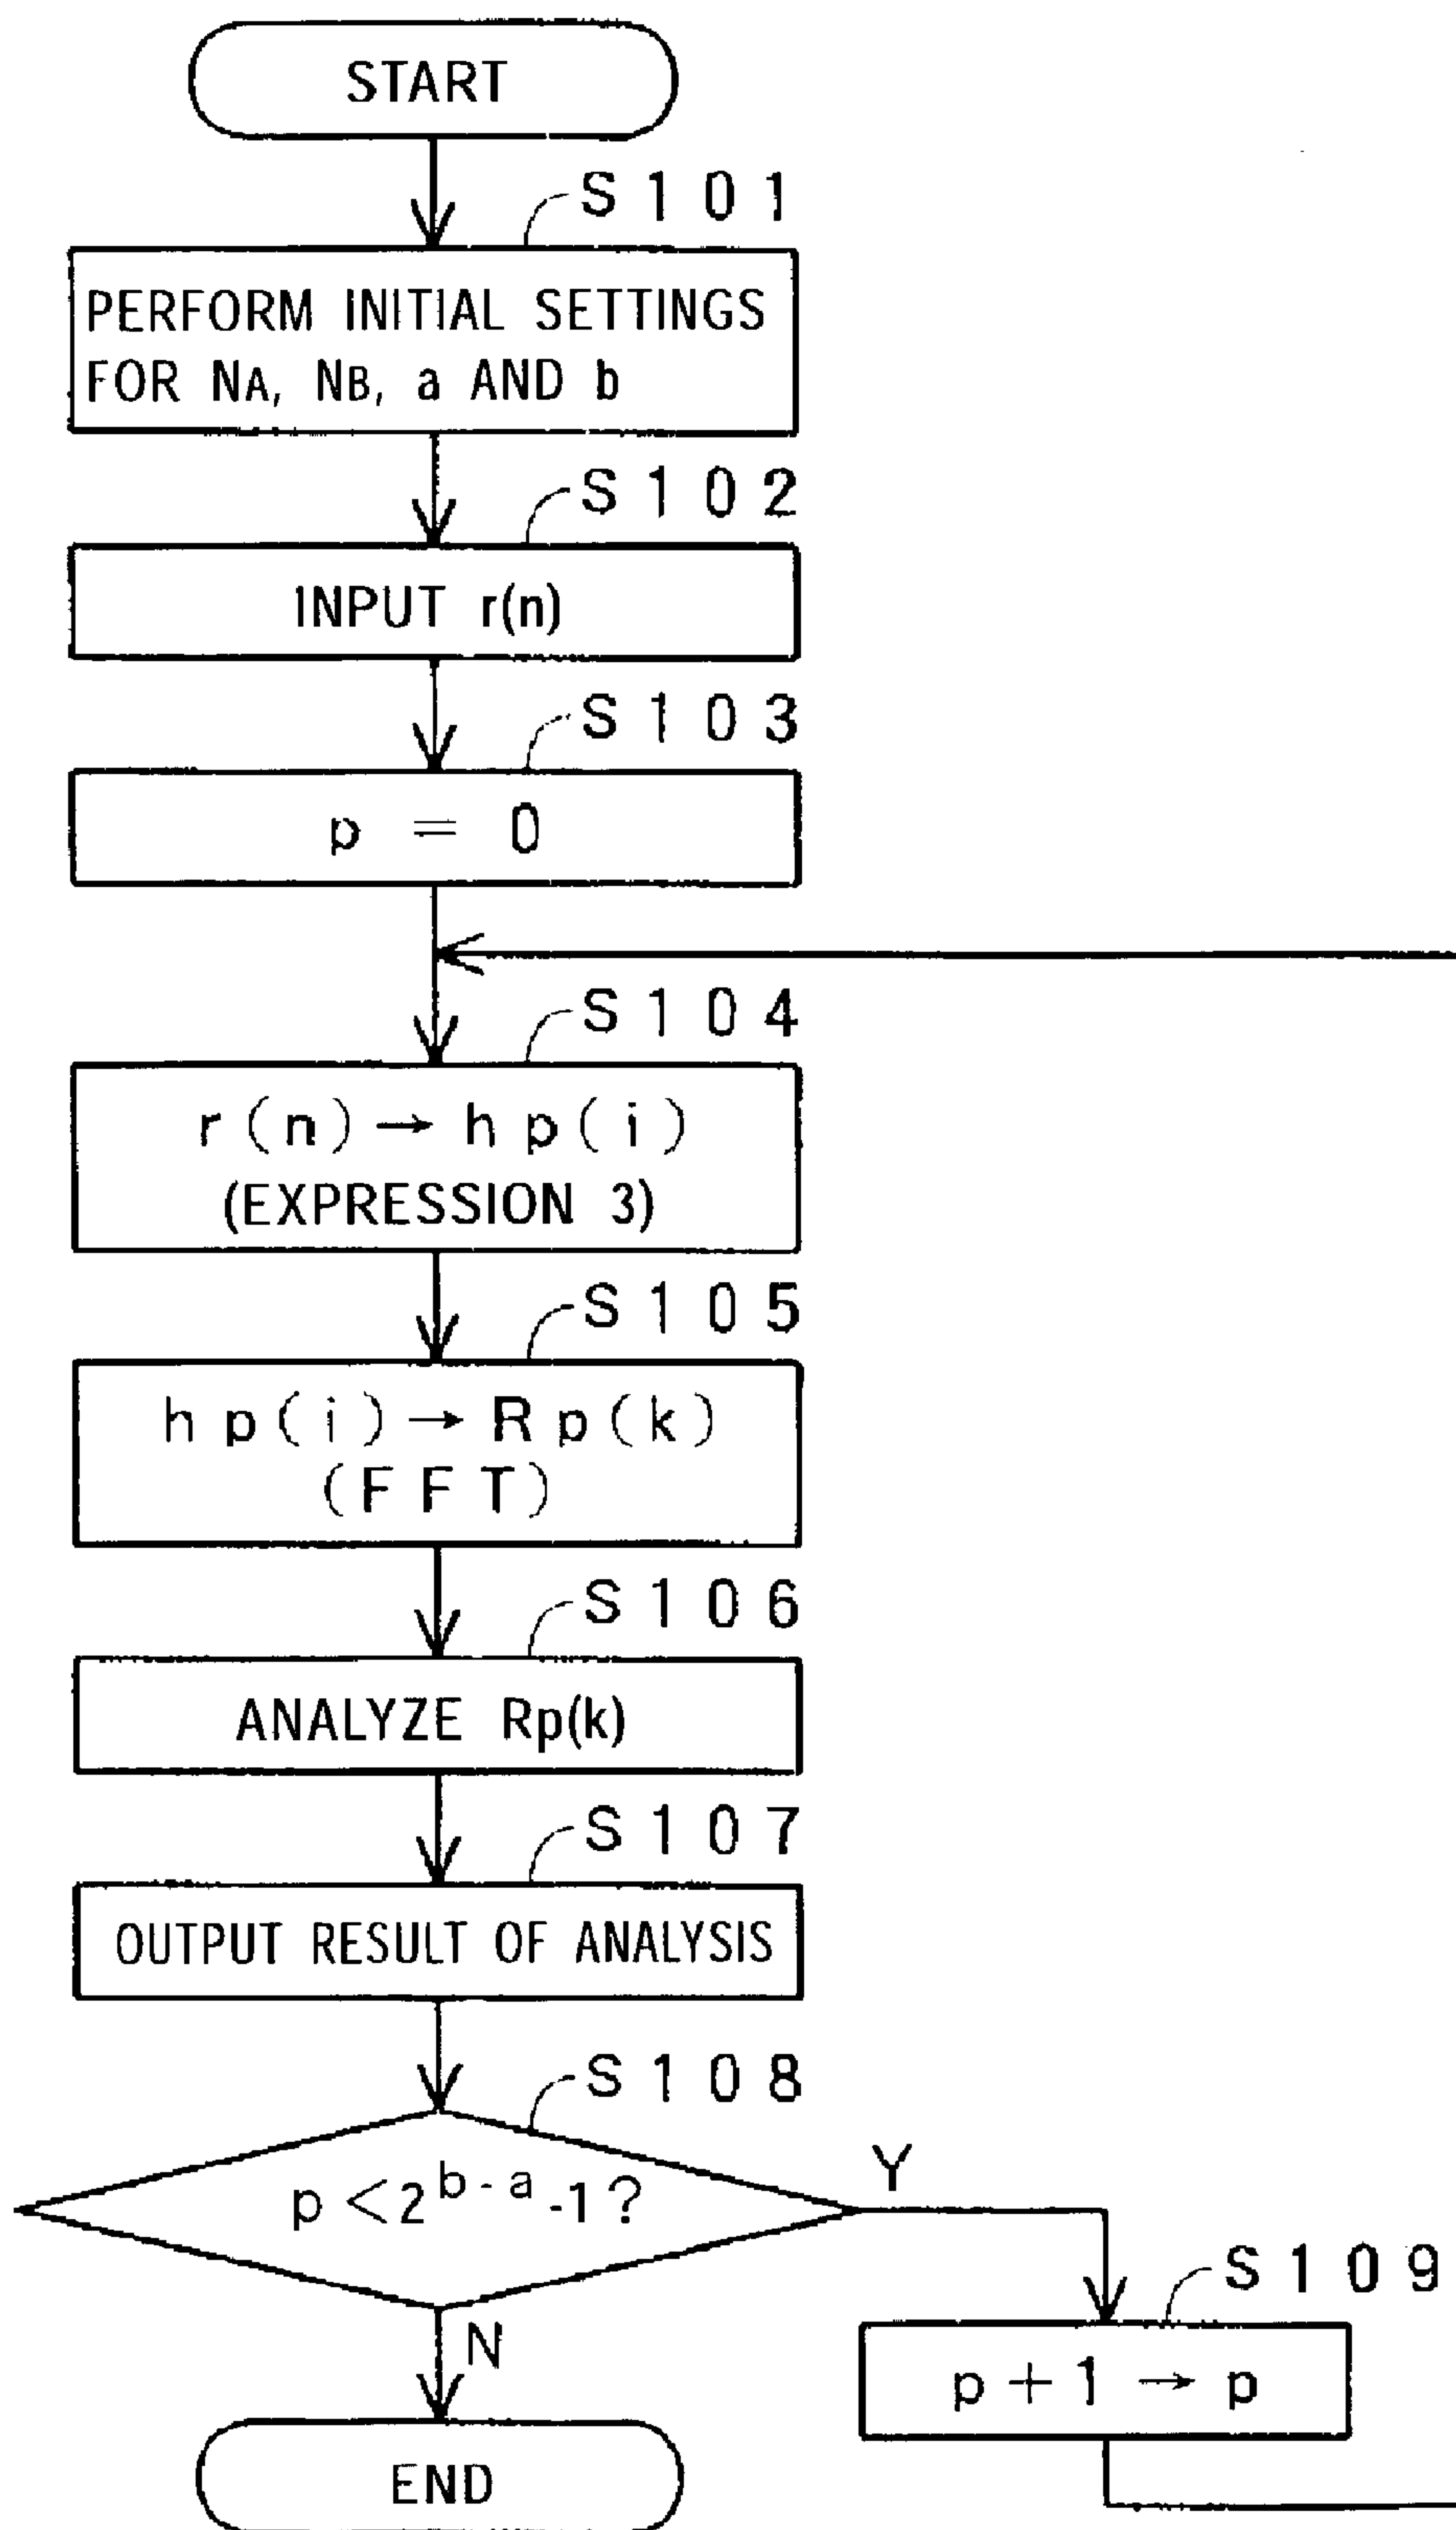 START
S101
PERFORM INITIAL SETTINGS
FOR NA, NB, a AND b
S102
INPUT r(n)
S103
p = 0
S104
r(n)→hp(i)
(EXPRESSION 3)
S105
hp(i)→Rp(k)
(FFT)
S106
ANALYZE Rp(k)
S107
OUTPUT RESULT OF ANALYSIS
S108
p<2^b-a -1?
Y
S109
p+1→p
N
END